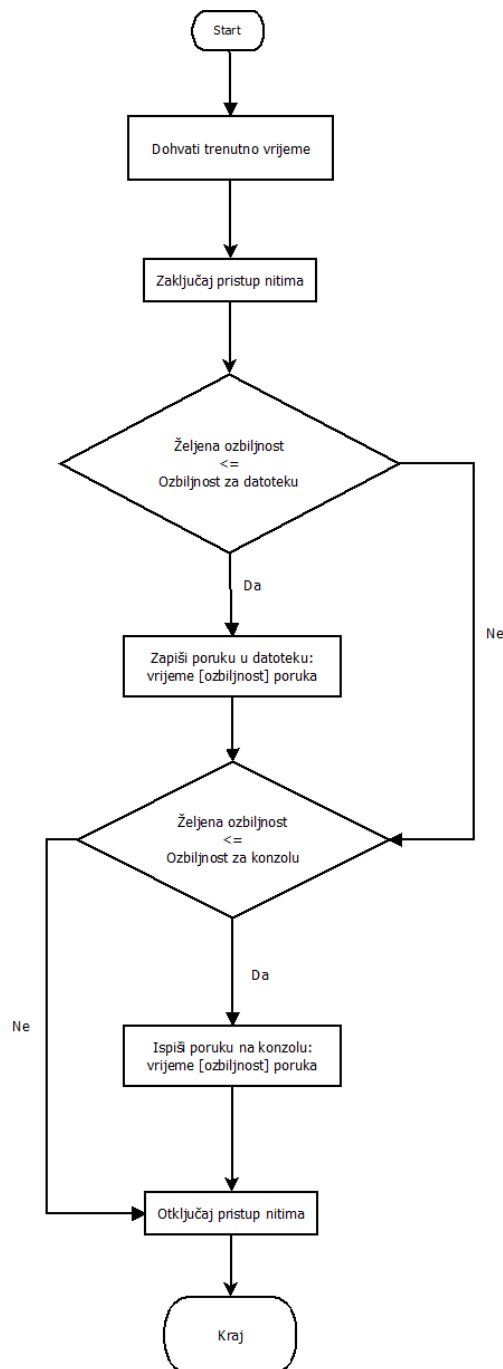 Start
Dohvati trenutno vrijeme
Zaključaj pristup nitima
Željena ozbiljnost
<=
Ozbiljnost za datoteku
Da
Ne
Zapiši poruku u datoteku:
vrijeme [ozbiljnost] poruka
Željena ozbiljnost
<=
Ozbiljnost za konzolu
Da
Ne
Ispiši poruku na konzolu:
vrijeme [ozbiljnost] poruka
Otključaj pristup nitima
Kraj